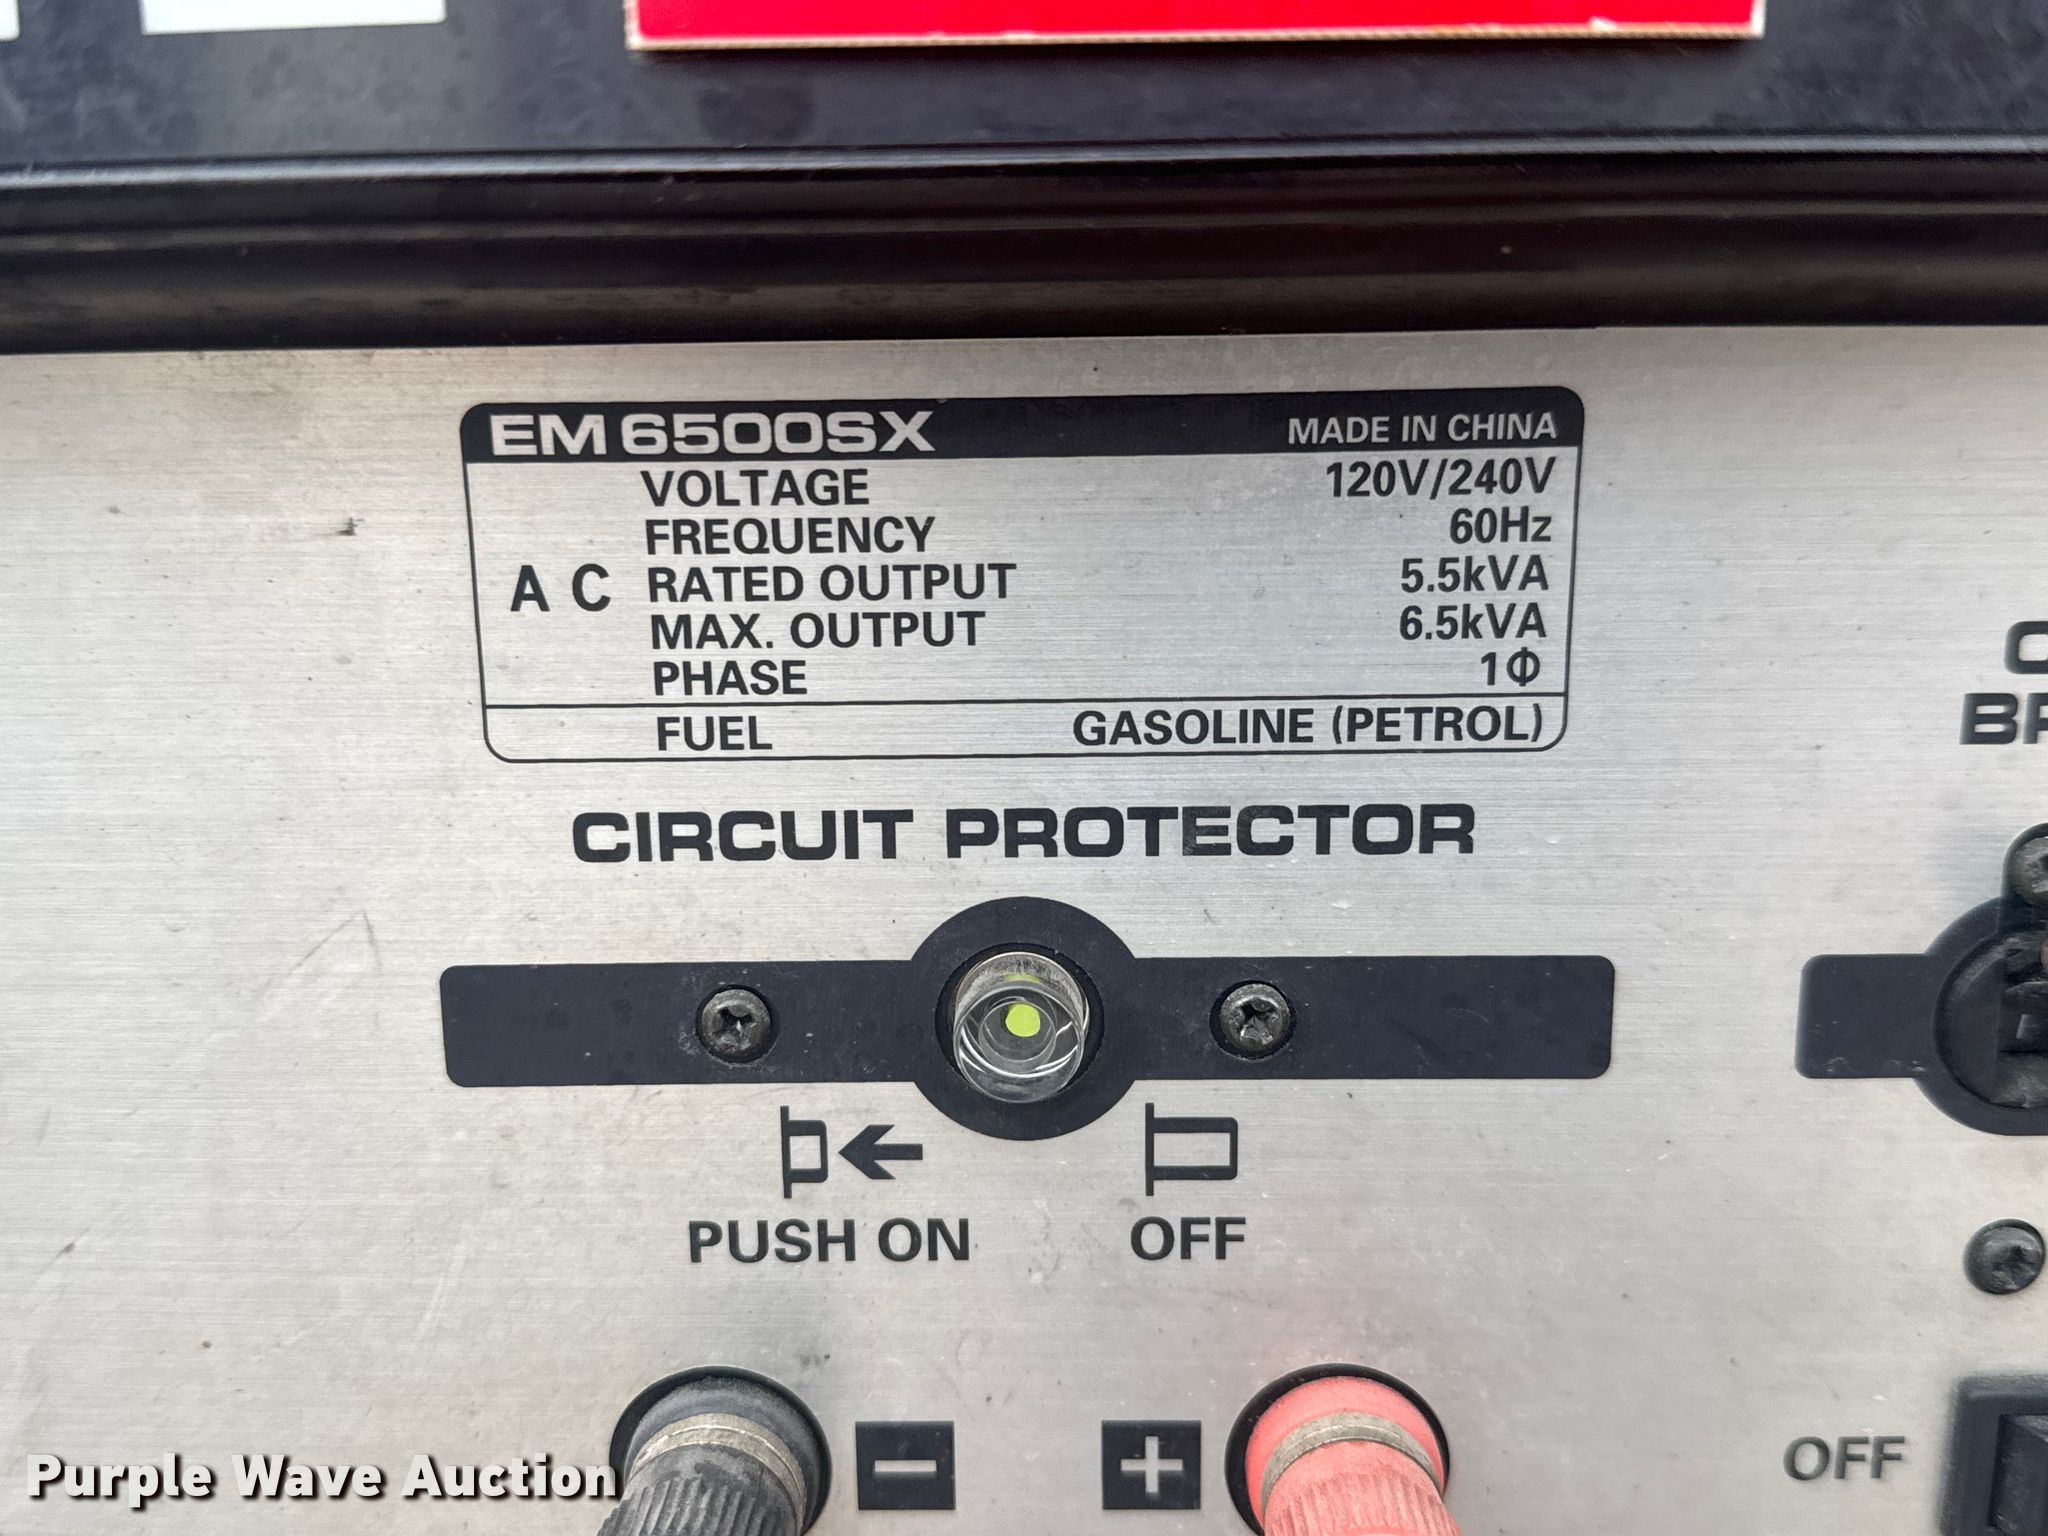 EM 6500SX MADE IN CHINA
VOLTAGE 120V/240V
FREQUENCY 60Hz
AC RATED OUTPUT 5.5kVA
MAX. OUTPUT 6.5kVA
PHASE 1Φ
FUEL GASOLINE (PETROL)
CIRCUIT PROTECTOR
PUSH ON OFF
− +
OFF
Purple Wave Auction